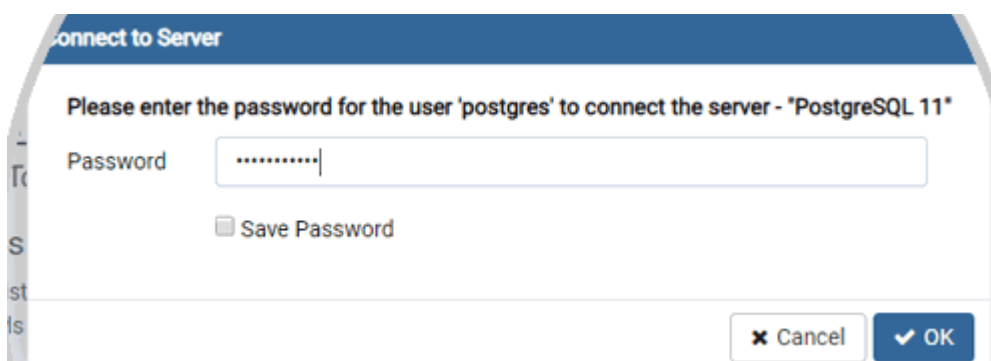 Connect to Server
Please enter the password for the user 'postgres' to connect the server - "PostgreSQL 11"
Password •••••••••••
Save Password
Cancel
OK